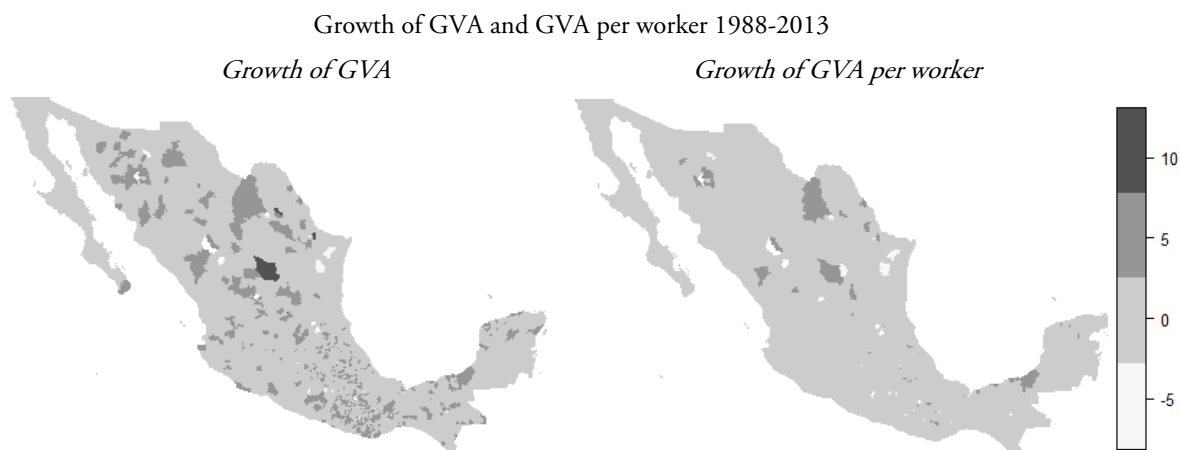 Growth of GVA and GVA per worker 1988-2013
Growth of GVA
Growth of GVA per worker
10
5
0
-5